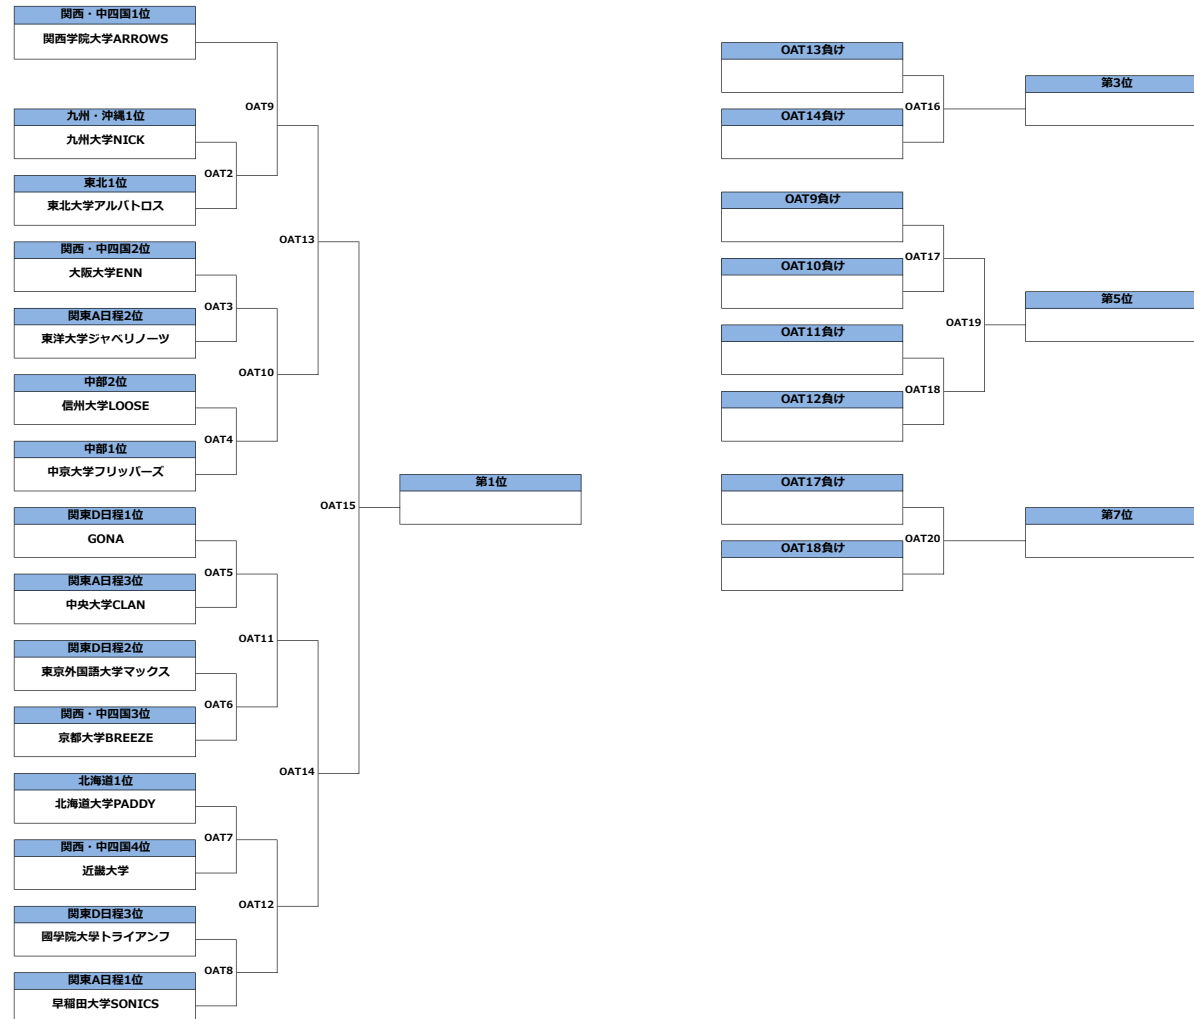 関西・中四国1位
関西学院大学ARROWS
OAT9
九州・沖縄1位
九州大学NICK
OAT2
東北1位
東北大学アルバトロス
OAT13
関西・中四国2位
大阪大学ENN
OAT3
関東A日程2位
東洋大学ジャベリノーツ
OAT10
中部2位
信州大学LOOSE
OAT4
中部1位
中京大学フリッパーズ
OAT15
第1位
関東D日程1位
GONA
OAT5
関東A日程3位
中央大学CLAN
OAT11
関東D日程2位
東京外国語大学マックス
OAT6
関西・中四国3位
京都大学BREEZE
OAT14
北海道1位
北海道大学PADDY
OAT7
関西・中四国4位
近畿大学
OAT12
関東D日程3位
國學院大学トライアンフ
OAT8
関東A日程1位
早稲田大学SONICS
OAT13負け
OAT16
第3位
OAT14負け
OAT9負け
OAT17
OAT10負け
OAT19
第5位
OAT11負け
OAT18
OAT12負け
OAT17負け
OAT20
第7位
OAT18負け